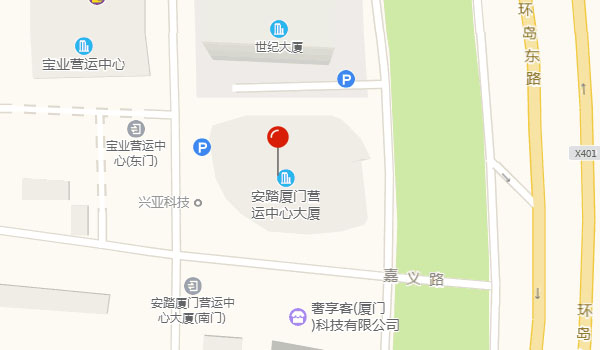 环岛东路
世纪大厦
宝业营运中心
P
宝业营运中
心(东门)
P
X401
安踏厦门营
运中心大厦
兴亚科技
嘉义路
安踏厦门营运中
心大厦(南门)
奢享客(厦门
)科技有限公司
环岛